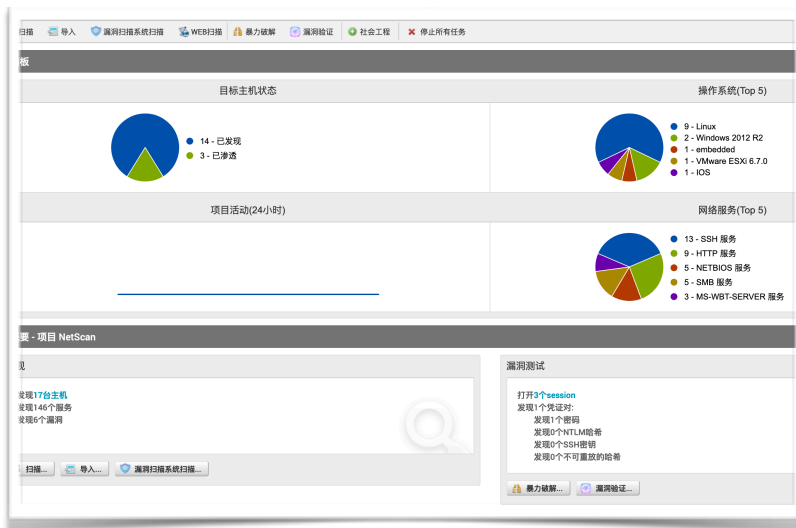 扫描 导入 漏洞扫描系统扫描 WEB扫描 暴力破解 漏洞验证 社会工程 停止所有任务
板
目标主机状态 操作系统(Top 5)
14 - 已发现
3 - 已渗透
9 - Linux
2 - Windows 2012 R2
1 - embedded
1 - VMware ESXi 6.7.0
1 - IOS
项目活动(24小时) 网络服务(Top 5)
13 - SSH 服务
9 - HTTP 服务
5 - NETBIOS 服务
5 - SMB 服务
3 - MS-WBT-SERVER 服务
要 - 项目 NetScan
现
发现17台主机
发现146个服务
发现6个漏洞
扫描... 导入... 漏洞扫描系统扫描...
漏洞测试
打开3个session
发现1个凭证对:
发现1个密码
发现0个NTLM哈希
发现0个SSH密钥
发现0个不可重放的哈希
暴力破解... 漏洞验证...